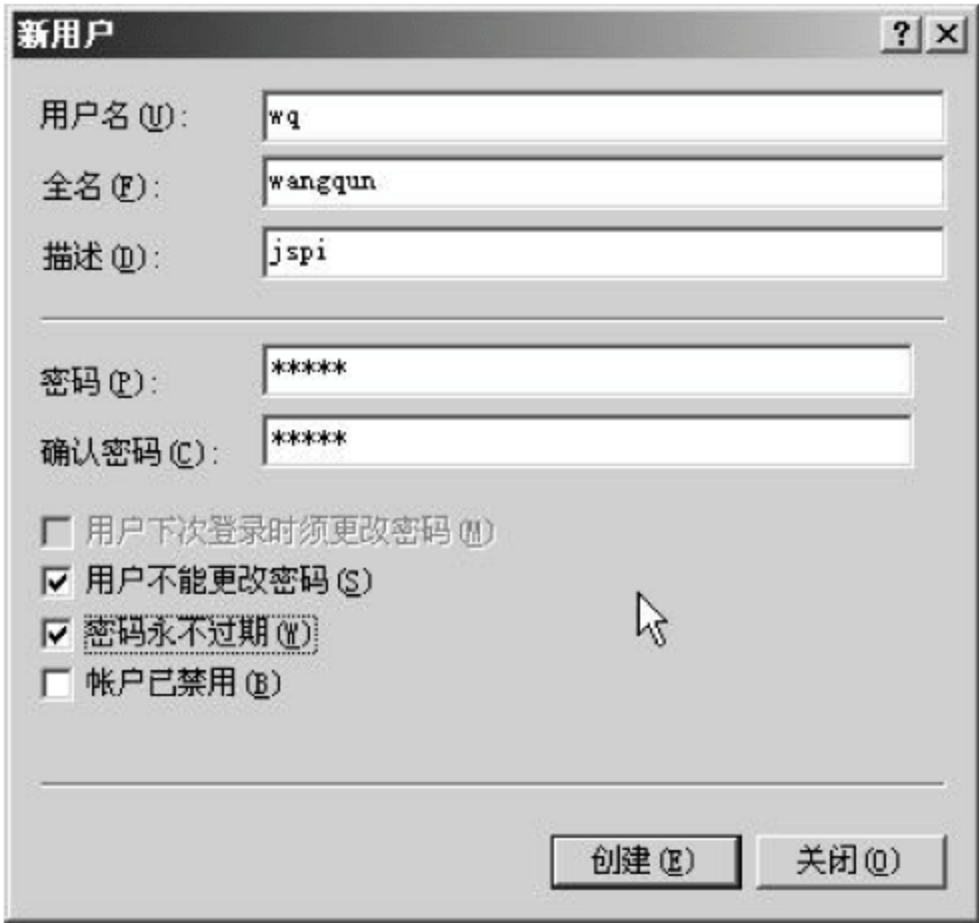 新用户
用户名(U): wq
全名(F): wangqun
描述(D): jspi
密码(P): *****
确认密码(C): *****
用户下次登录时须更改密码(M)
用户不能更改密码(S)
密码永不过期(W)
帐户已禁用(B)
创建(E) 关闭(O)